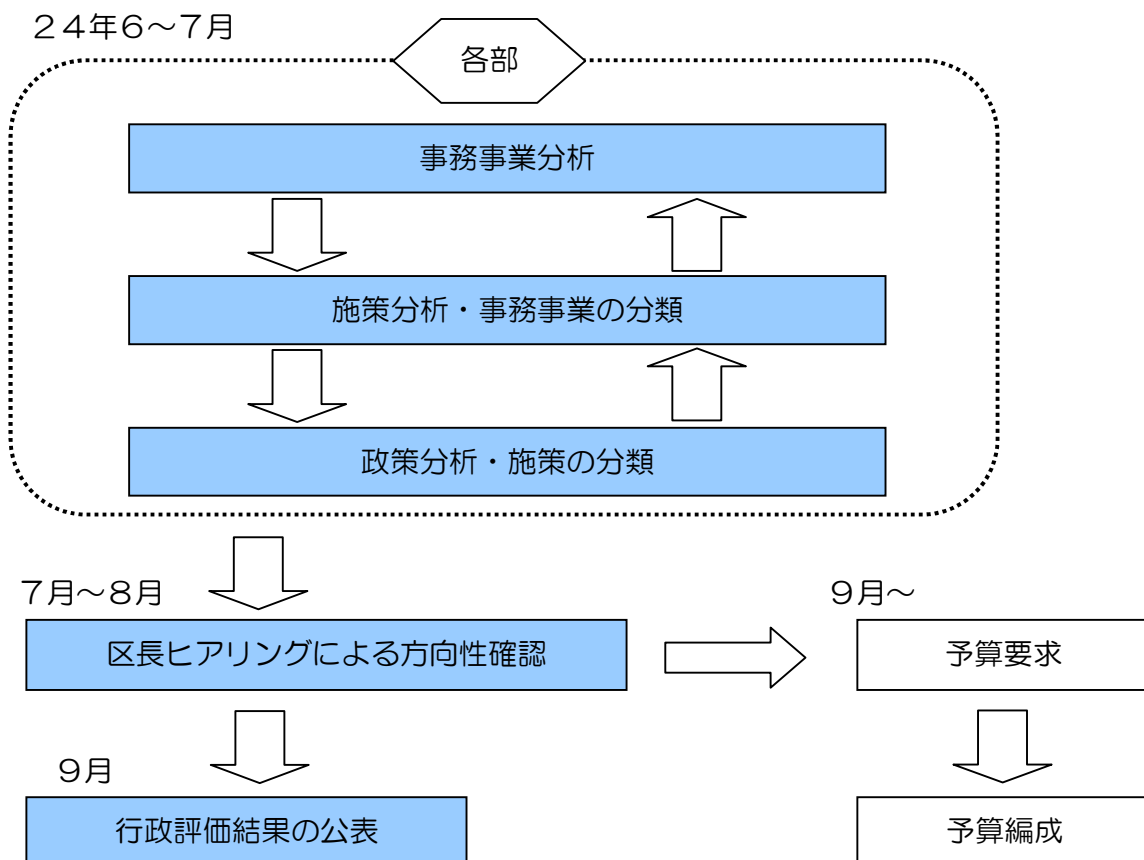 ２４年６～７月
各部
事務事業分析
施策分析・事務事業の分類
政策分析・施策の分類
７月～８月
９月～
区長ヒアリングによる方向性確認
予算要求
９月
行政評価結果の公表
予算編成